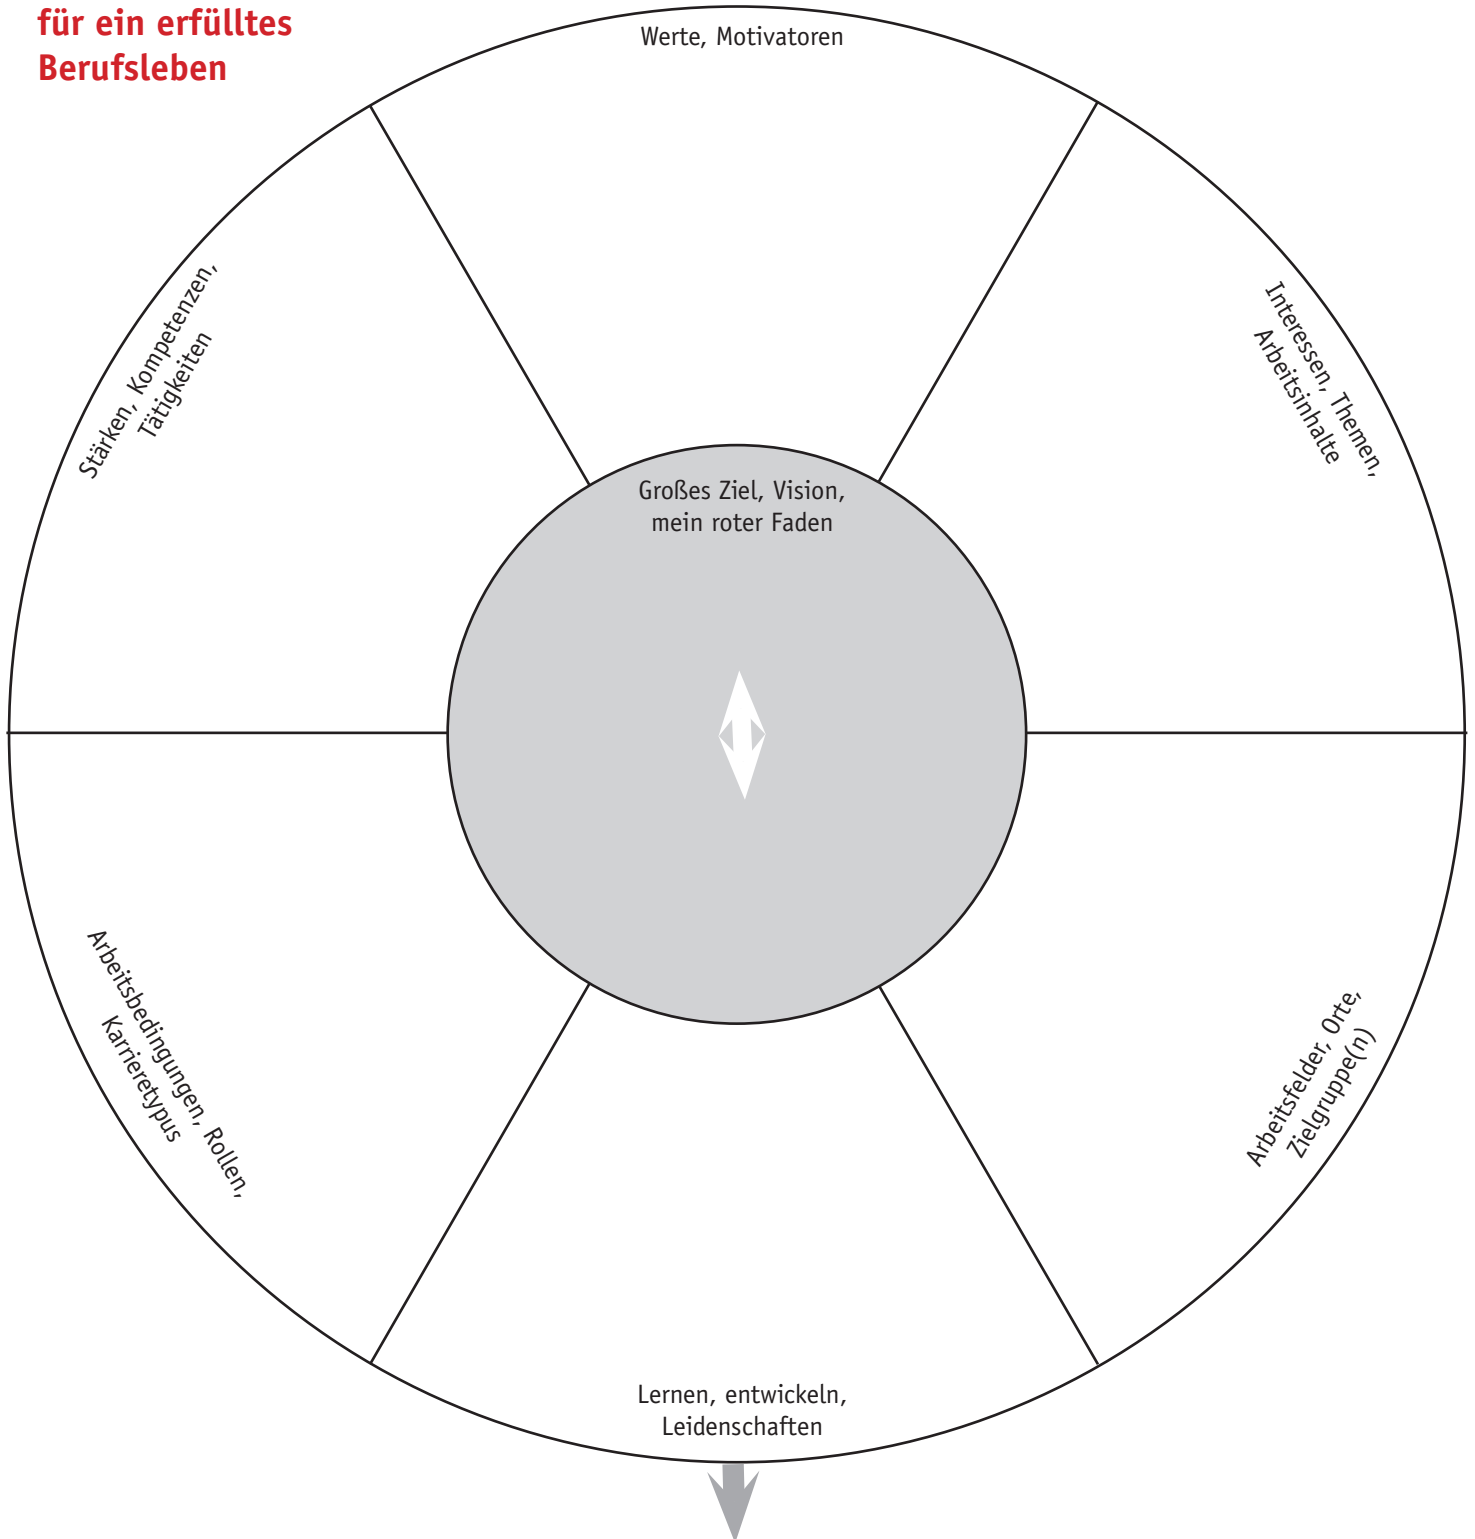 für ein erfülltes
Berufsleben
Werte, Motivatoren
Stärken, Kompetenzen,
Tätigkeiten
Interessen, Themen,
Arbeitsinhalte
Großes Ziel, Vision,
mein roter Faden
Arbeitsbedingungen, Rollen,
Karrieretypus
Arbeitsfelder, Orte,
Zielgruppe(n)
Lernen, entwickeln,
Leidenschaften